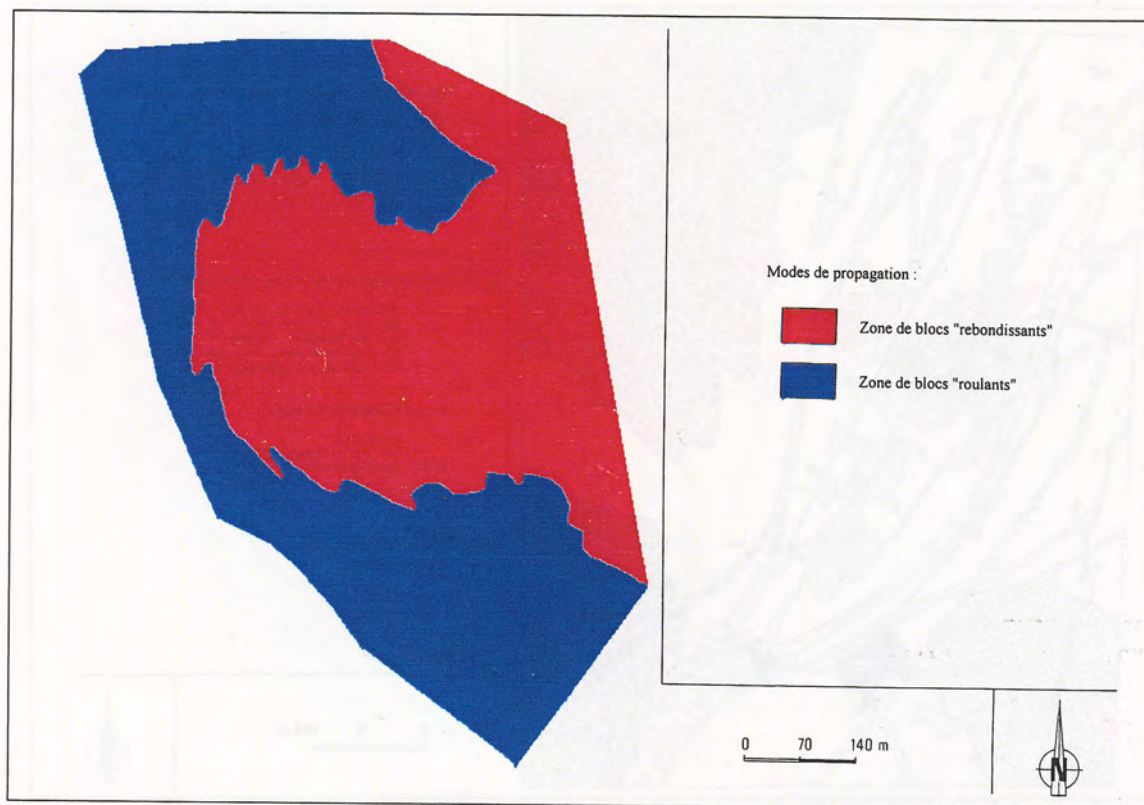 Modes de propagation :
Zone de blocs "rebondissants"
Zone de blocs "roulants"
0 70 140 m
N